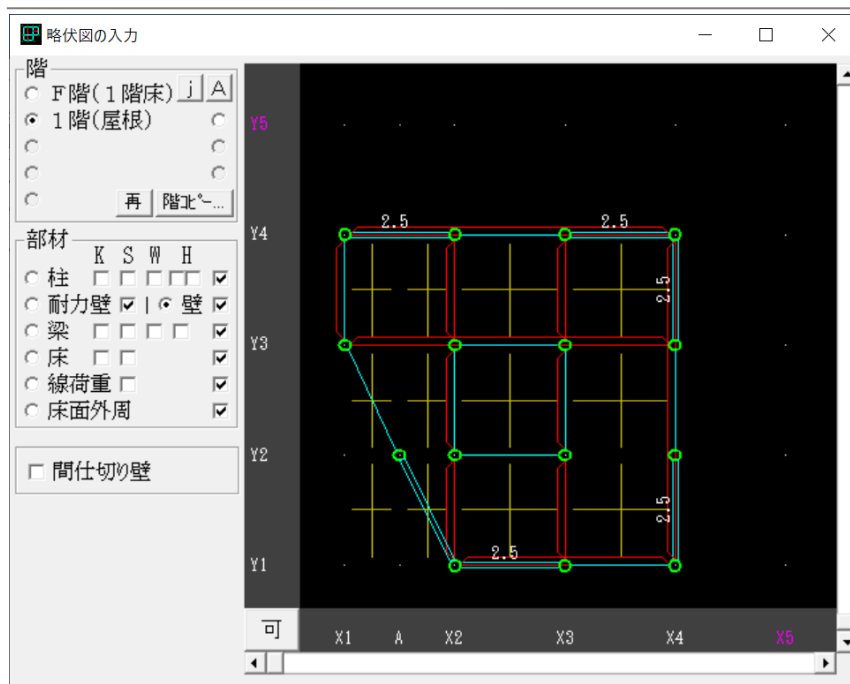 略伏図の入力
階
F階(1階床) j A
1階(屋根)
再 階ｺﾋﾟｰ...
部材
K S W H
柱
耐力壁 | 壁
梁
床
線荷重
床面外周
間仕切り壁
Y5
Y4
Y3
Y2
Y1
2.5 2.5
2.5
2.5
2.5
可
X1 A X2 X3 X4 X5